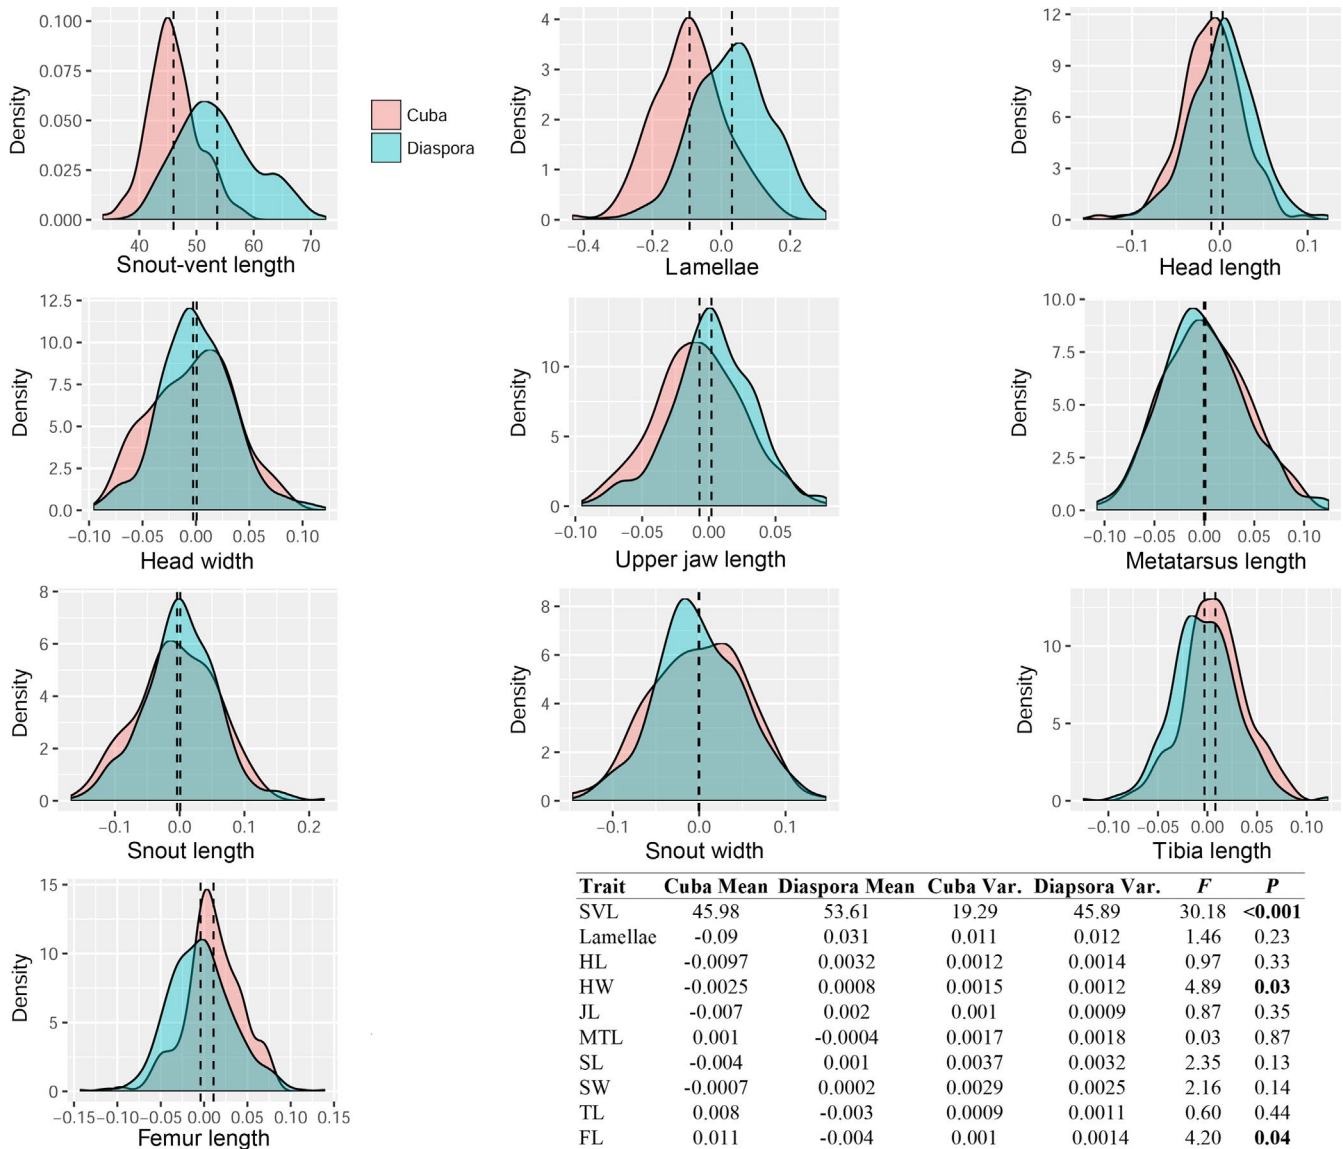 Density
0.100
0.075
0.050
0.025
0.000
40 50 60 70
Snout-vent length
Cuba
Diaspora
Density
4
3
2
1
0
−0.4 −0.2 0.0 0.2
Lamellae
Density
12
9
6
3
0
−0.1 0.0 0.1
Head length
Density
12.5
10.0
7.5
5.0
2.5
0.0
−0.10 −0.05 0.00 0.05 0.10
Head width
Density
10
5
0
−0.10 −0.05 0.00 0.05
Upper jaw length
Density
10.0
7.5
5.0
2.5
0.0
−0.10 −0.05 0.00 0.05 0.10
Metatarsus length
Density
8
6
4
2
0
−0.1 0.0 0.1 0.2
Snout length
Density
8
6
4
2
0
−0.1 0.0 0.1
Snout width
Density
10
5
0
−0.10 −0.05 0.00 0.05 0.10
Tibia length
Density
15
10
5
0
−0.15 −0.10 −0.05 0.00 0.05 0.10 0.15
Femur length
Trait Cuba Mean Diaspora Mean Cuba Var. Diapsora Var. F P
SVL 45.98 53.61 19.29 45.89 30.18 <0.001
Lamellae -0.09 0.031 0.011 0.012 1.46 0.23
HL -0.0097 0.0032 0.0012 0.0014 0.97 0.33
HW -0.0025 0.0008 0.0015 0.0012 4.89 0.03
JL -0.007 0.002 0.001 0.0009 0.87 0.35
MTL 0.001 -0.0004 0.0017 0.0018 0.03 0.87
SL -0.004 0.001 0.0037 0.0032 2.35 0.13
SW -0.0007 0.0002 0.0029 0.0025 2.16 0.14
TL 0.008 -0.003 0.0009 0.0011 0.60 0.44
FL 0.011 -0.004 0.001 0.0014 4.20 0.04